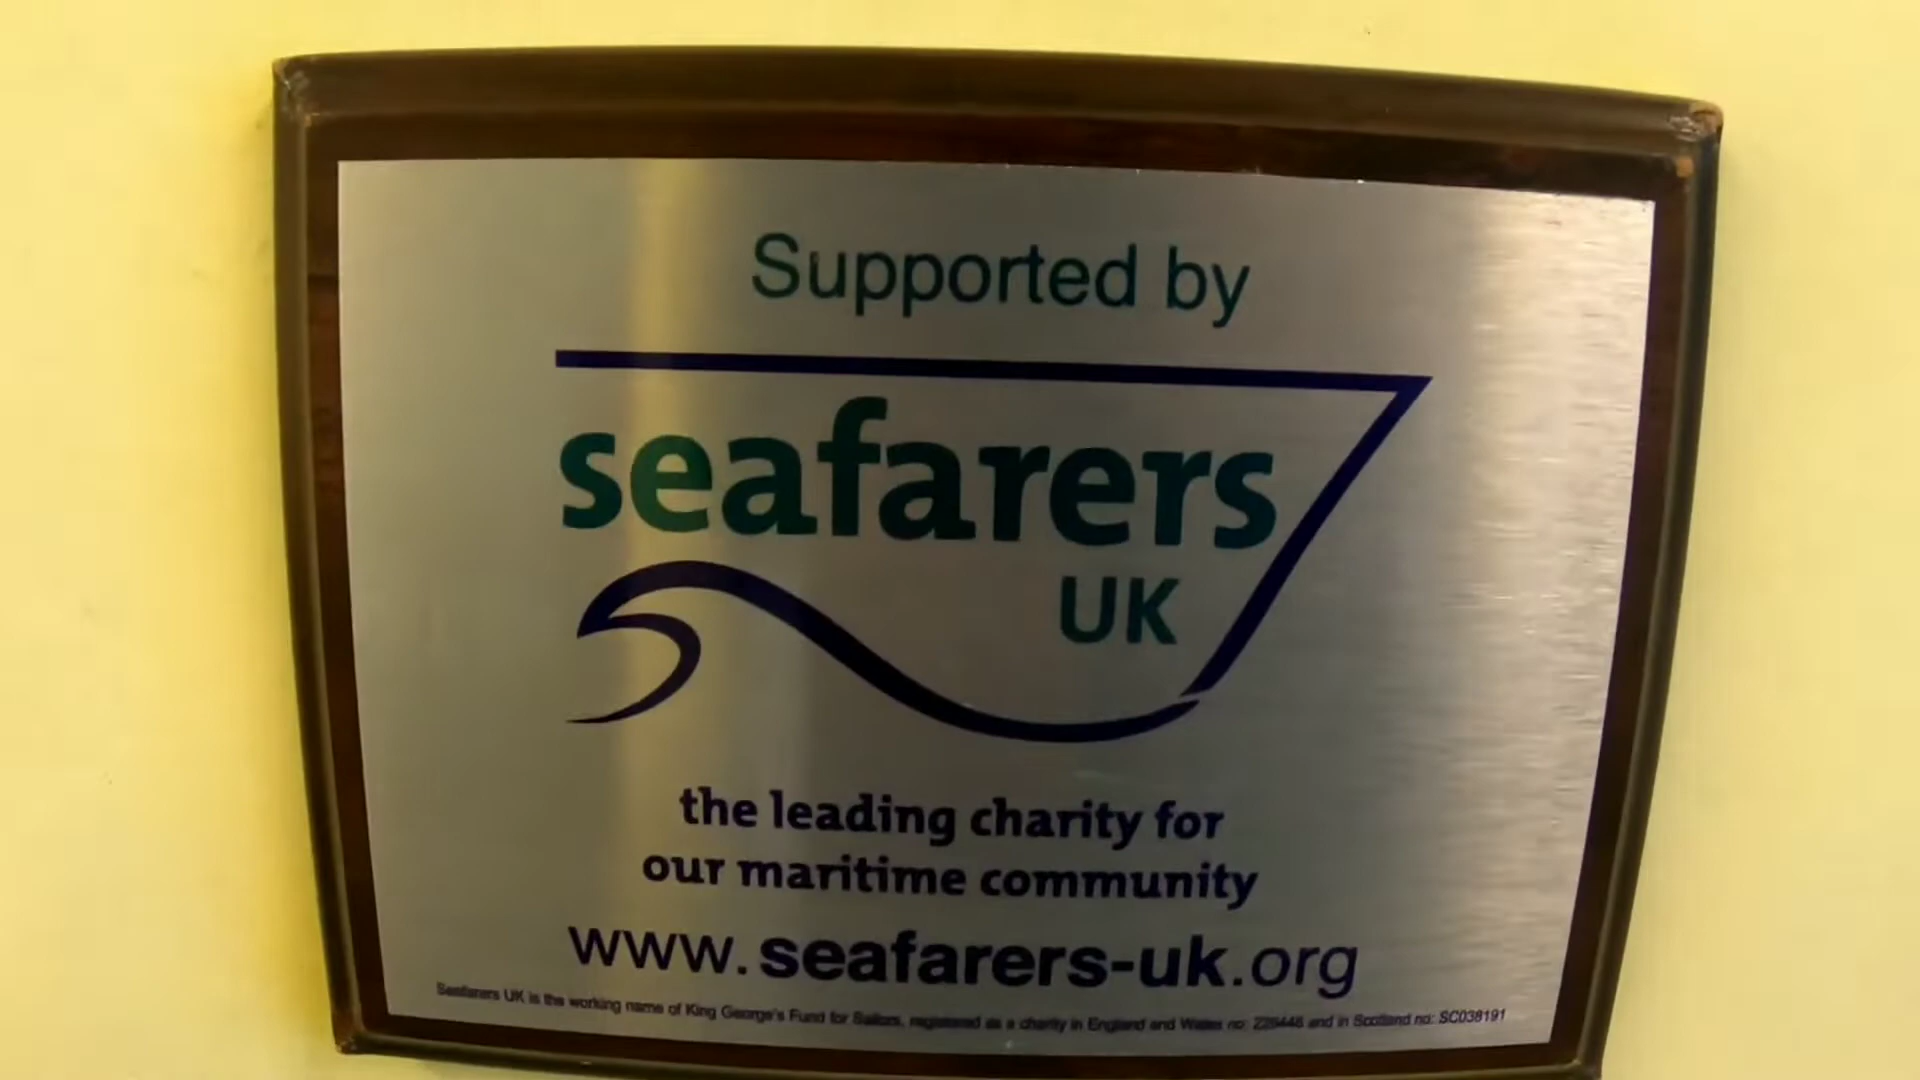 Supported by
seafarers
UK
the leading charity for
our maritime community
www.seafarers-uk.org
Seafarers UK is the working name of King George's Fund for Sailors, registered as a charity in England and Wales no: 226446 and in Scotland no: SC038191